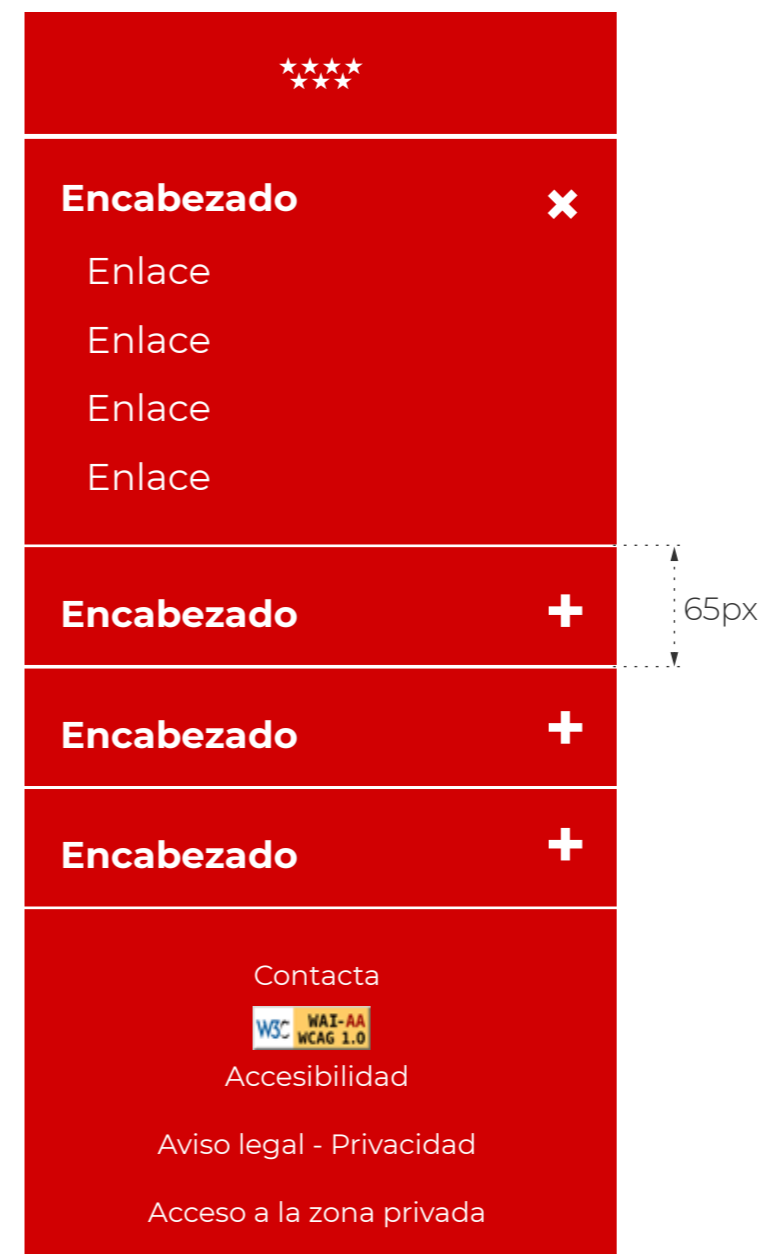 Encabezado
Enlace
Enlace
Enlace
Enlace
Encabezado
65px
Encabezado
Encabezado
Contacta
W3C WAI-AA
WCAG 1.0
Accesibilidad
Aviso legal - Privacidad
Acceso a la zona privada